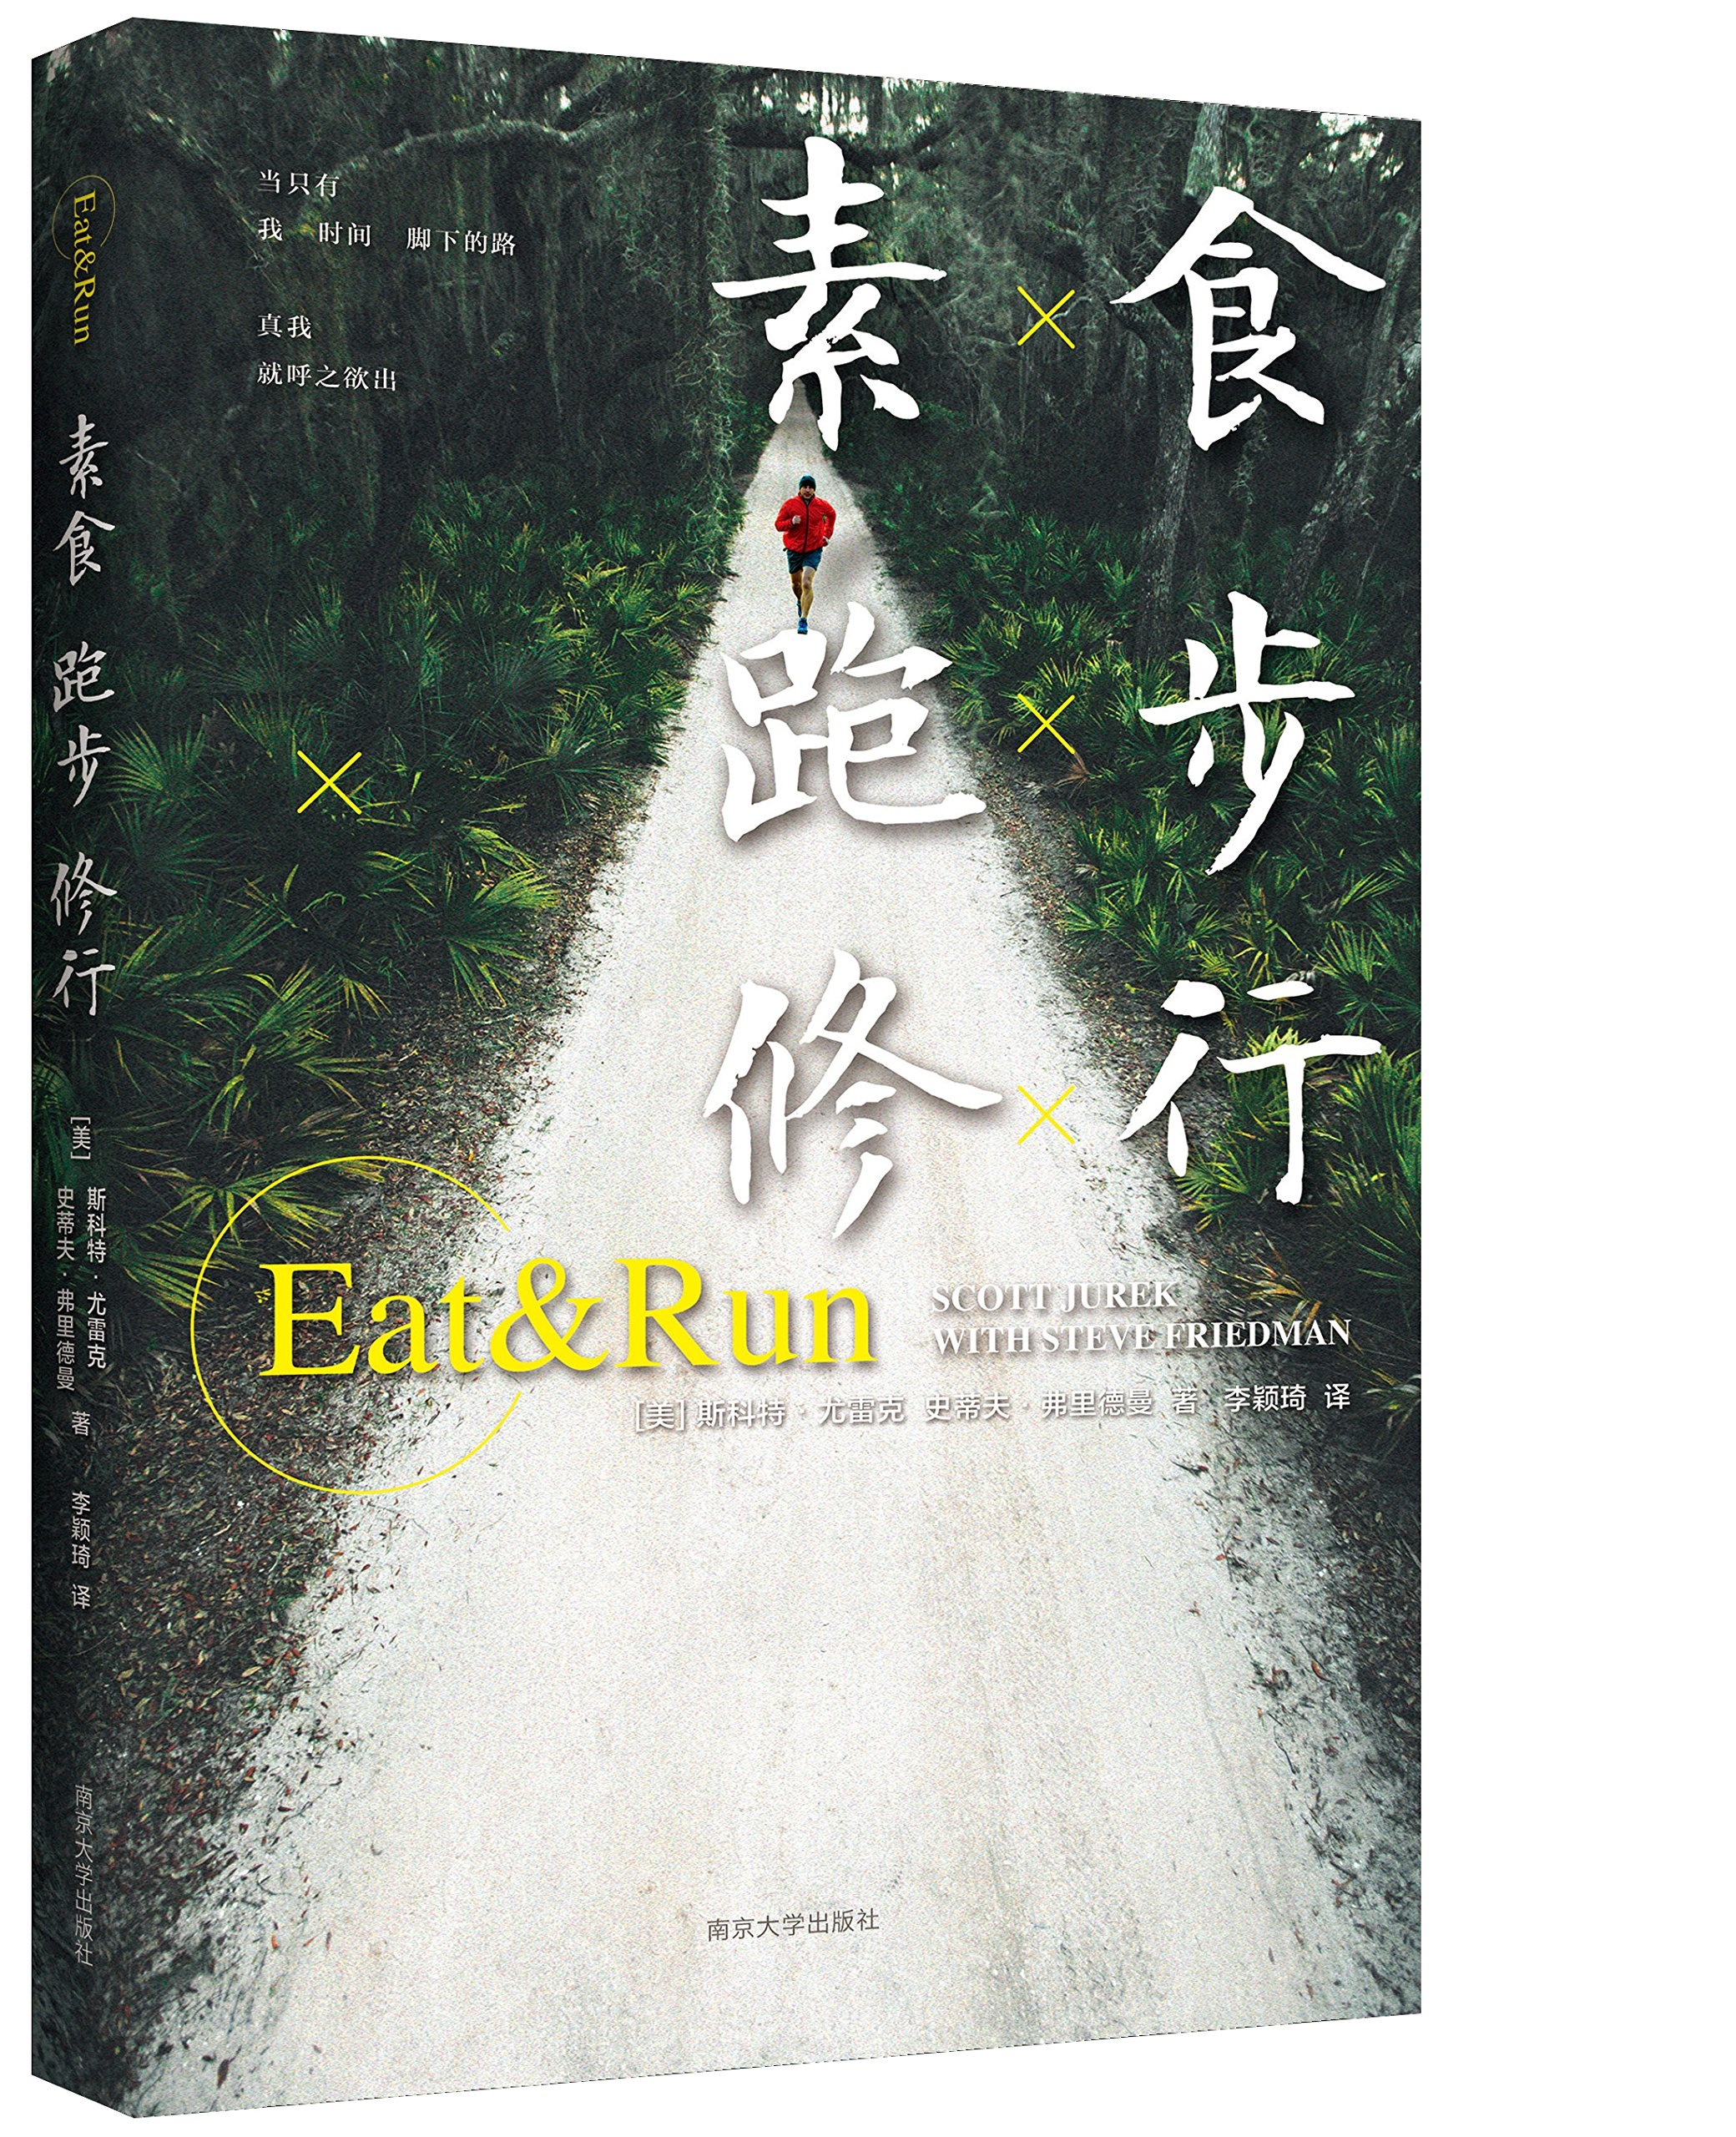 Eat&Run
素食 跑步 修行
[美]
斯科特·尤雷克
史蒂夫·弗里德曼
著
李颖琦 译
南京大学出版社
当只有
我 时间 脚下的路
真我
就呼之欲出
素×食
×跑×步
修×行
Eat&Run
SCOTT JUREK
WITH STEVE FRIEDMAN
[美] 斯科特·尤雷克 史蒂夫·弗里德曼 著 李颖琦 译
南京大学出版社